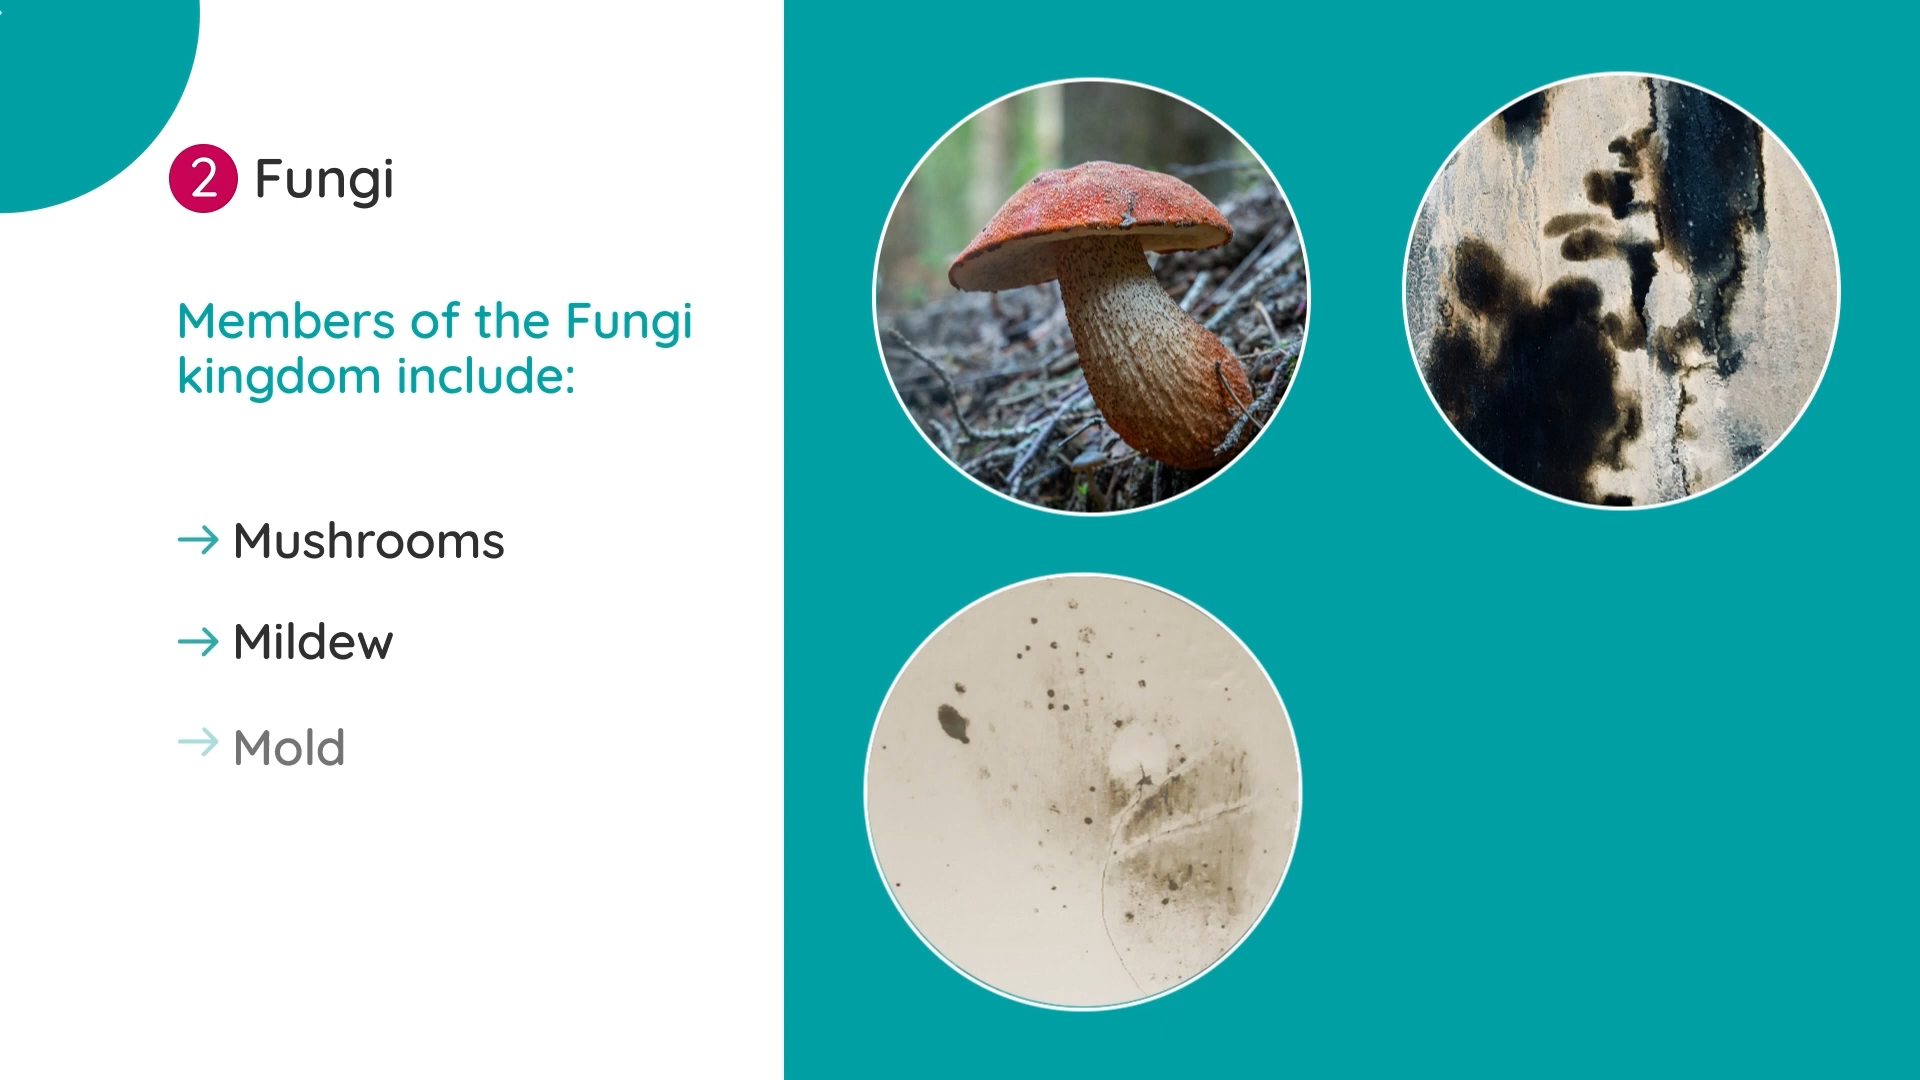 2 Fungi
Members of the Fungi
kingdom include:
→ Mushrooms
→ Mildew
→ Mold